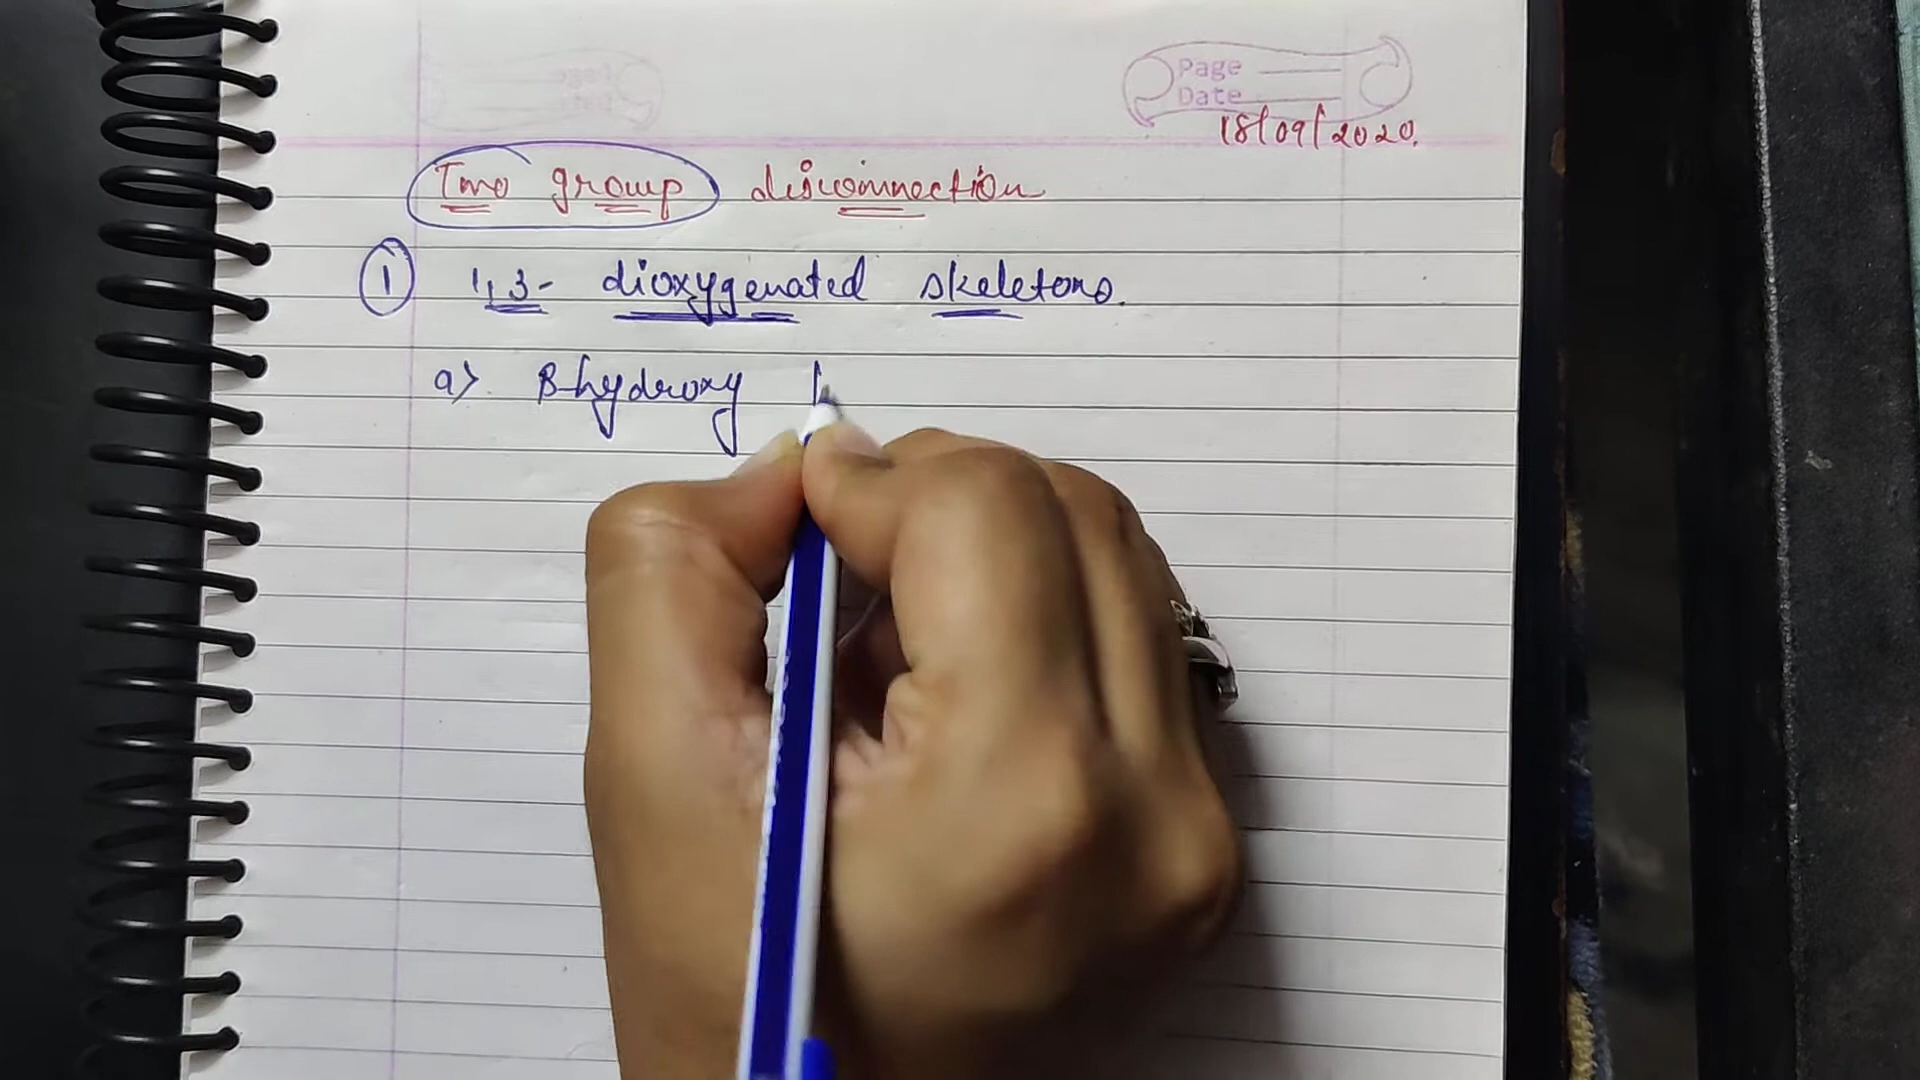 Page
Date
18/09/2020.
Two group disconnection
① 1,3- dioxygenated skeletons.
a>. β-hydroxy